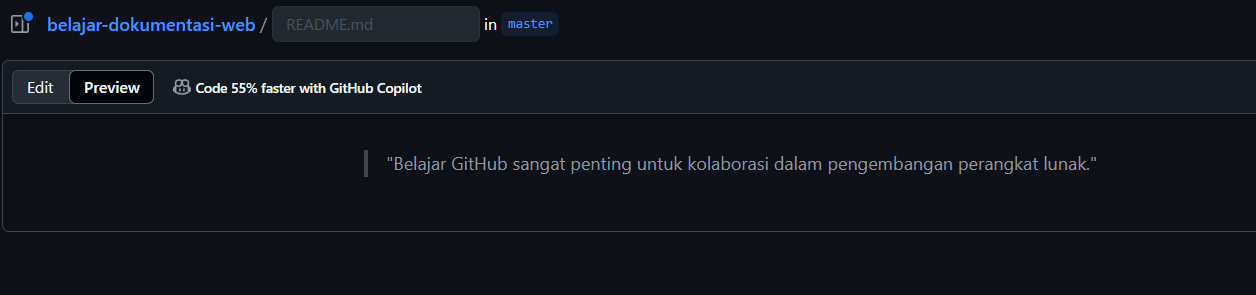 belajar-dokumentasi-web / README.md in master
Edit Preview Code 55% faster with GitHub Copilot
"Belajar GitHub sangat penting untuk kolaborasi dalam pengembangan perangkat lunak."